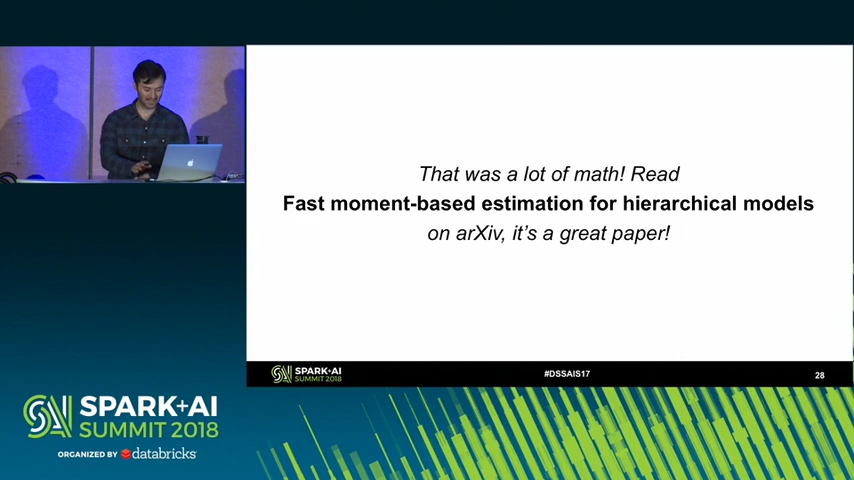 That was a lot of math! Read
Fast moment-based estimation for hierarchical models
on arXiv, it's a great paper!
SPARK+AI
SUMMIT 2018
#DSSAIS17
28
SPARK+AI
SUMMIT 2018
ORGANIZED BY databricks